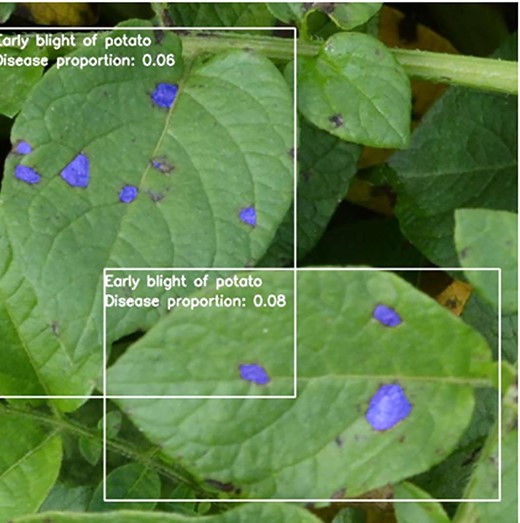 Early blight of potato
Disease proportion: 0.06
Early blight of potato
Disease proportion: 0.08